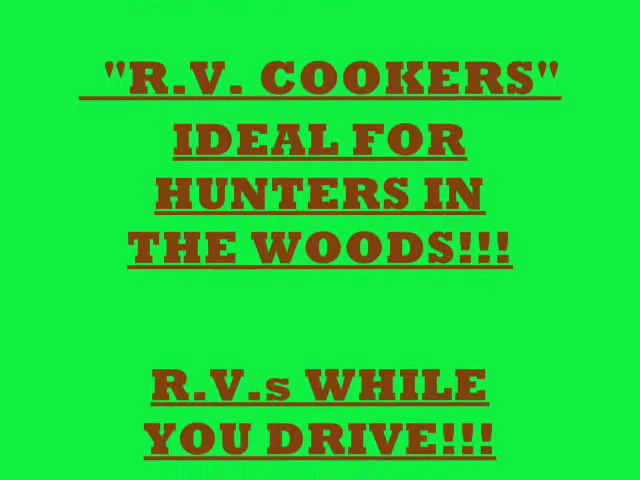 "R.V. COOKERS"
IDEAL FOR
HUNTERS IN
THE WOODS!!!
R.V.s WHILE
YOU DRIVE!!!